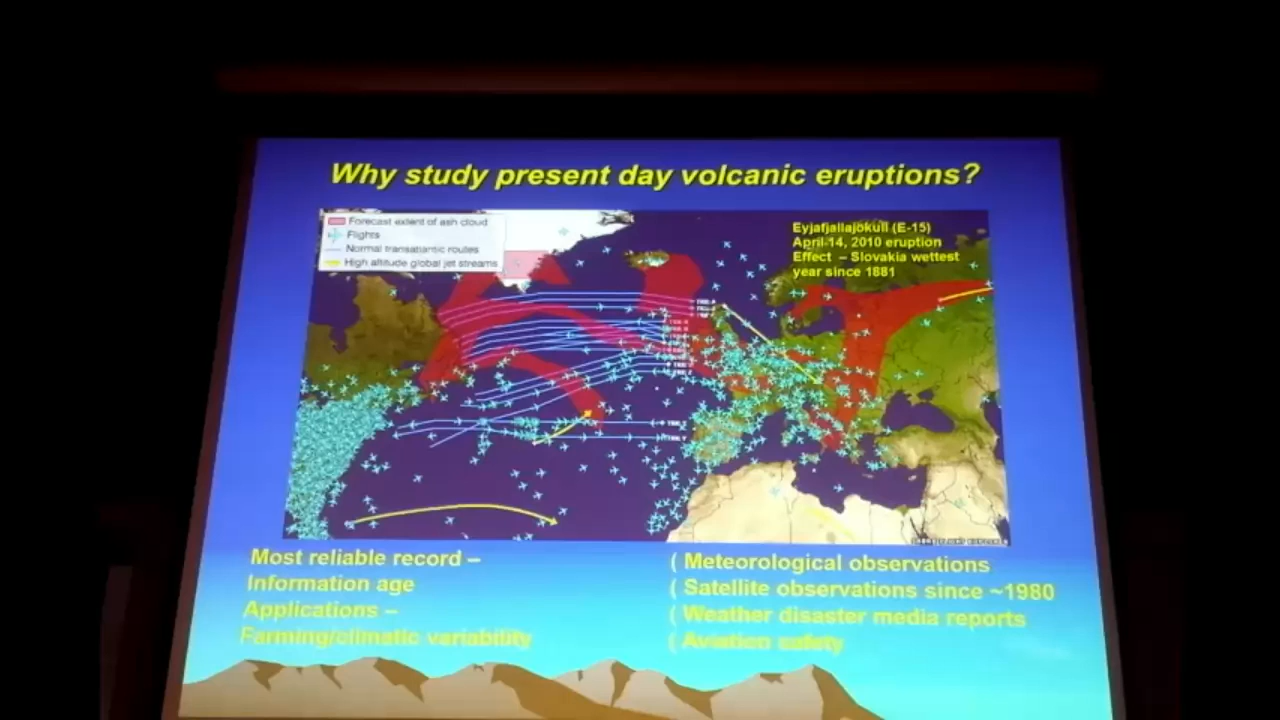 Why study present day volcanic eruptions?
Forecast extent of ash cloud
Flights
Normal transatlantic routes
High altitude global jet streams
Eyjafjallajokull (E-15)
April 14, 2010 eruption
Effect – Slovakia wettest
year since 1881
Most reliable record –
Information age
Applications –
Farming/climatic variability
( Meteorological observations
( Satellite observations since ~1980
( Weather disaster media reports
( Aviation safety